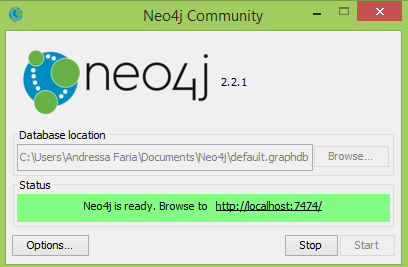 Neo4j Community
neo4j 2.2.1
Database location
C:\Users\Andressa Faria\Documents\Neo4j\default.graphdb Browse...
Status
Neo4j is ready. Browse to http://localhost:7474/
Options... Stop Start